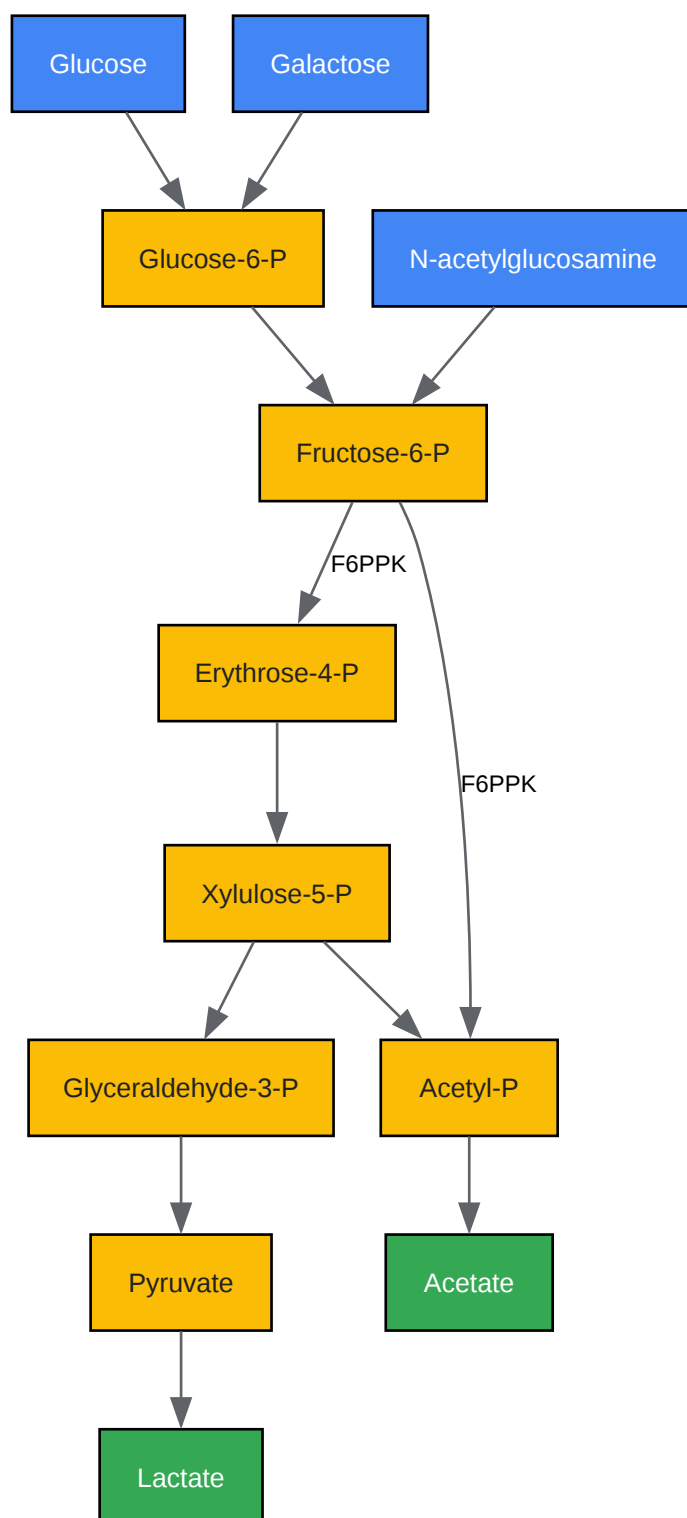 Glucose
Galactose
Glucose-6-P
N-acetylglucosamine
Fructose-6-P
F6PPK
Erythrose-4-P
F6PPK
Xylulose-5-P
Glyceraldehyde-3-P
Acetyl-P
Pyruvate
Acetate
Lactate